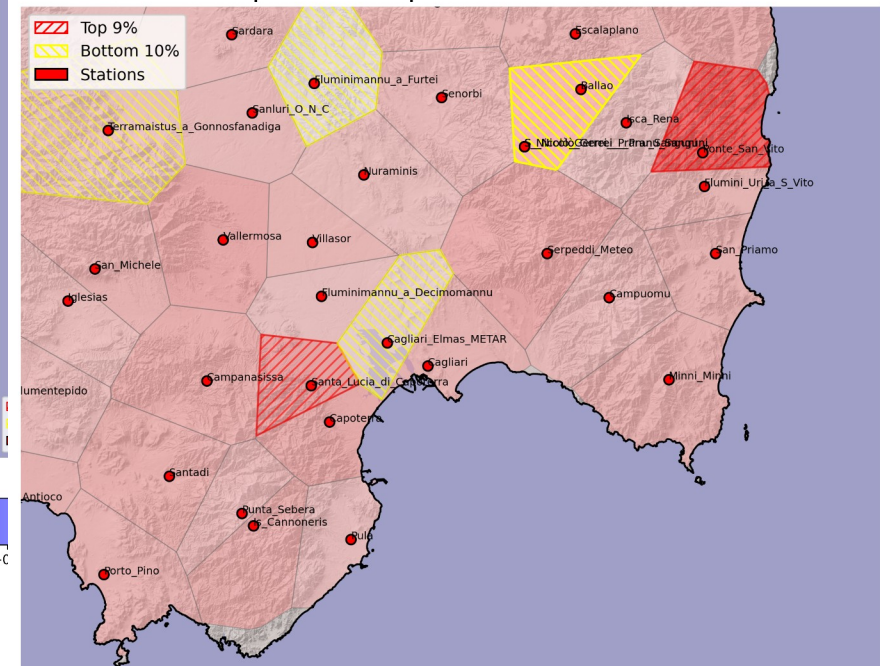 Top 9%
Bottom 10%
Stations
Sardara
Escalaplano
Fluminimannu_a_Furtei
Senorbi
Ballao
Sanluri_O_N_C
Isca_Rena
Terramaistus_a_Gonnosfanadiga
Ponte_San_Vito
Nuraminis
Flumini_Uri_a_S_Vito
Vallermosa
Villasor
Serpeddi_Meteo
San_Priamo
San_Michele
Iglesias
Fluminimannu_a_Decimomannu
Campuomu
Cagliari_Elmas_METAR
Cagliari
Campanasissa
Santa_Lucia_di_Capoterra
Minni_Minni
lumentepido
Capoterra
Santadi
Antioco
Punta_Sebera
Is_Cannoneris
Pula
Porto_Pino